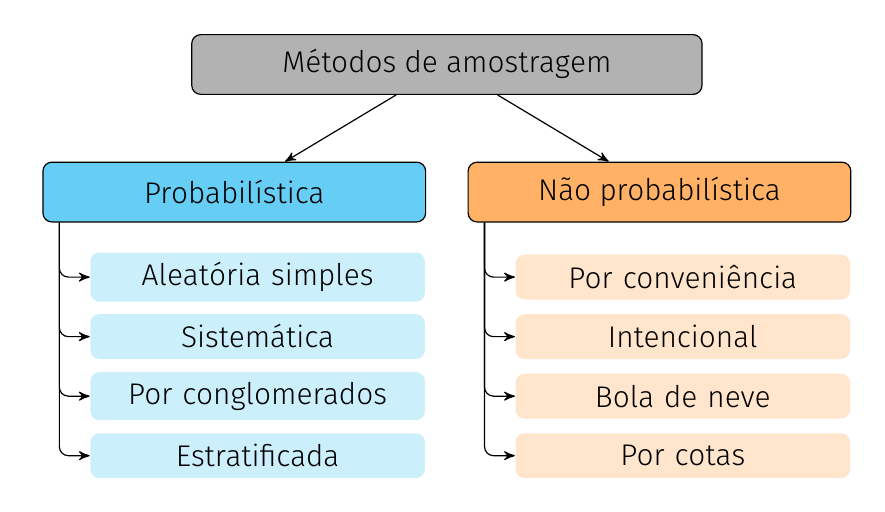 Métodos de amostragem
Probabilística
Não probabilística
Aleatória simples
Por conveniência
Sistemática
Intencional
Por conglomerados
Bola de neve
Estratificada
Por cotas